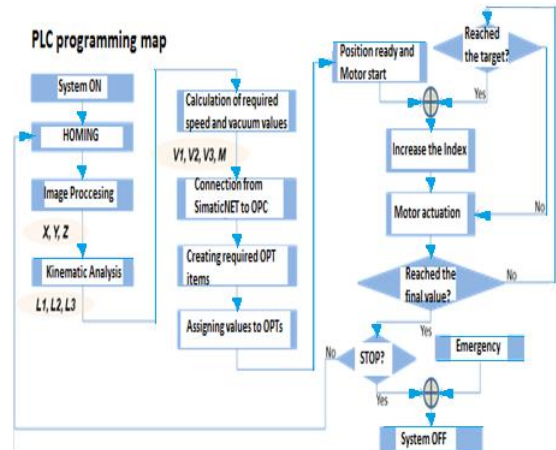 PLC programming map
System ON
HOMING
Image Proccesing
X, Y, Z
Kinematic Analysis
L1, L2, L3
Calculation of required
speed and vacuum values
V1, V2, V3, M
Connection from
SimaticNET to OPC
Creating required OPT
items
Assigning values to OPTs
Position ready and
Motor start
Reached
the target?
Yes
No
Increase the Index
Motor actuation
Reached the
final value?
No
Yes
STOP?
No
Yes
Emergency
System OFF